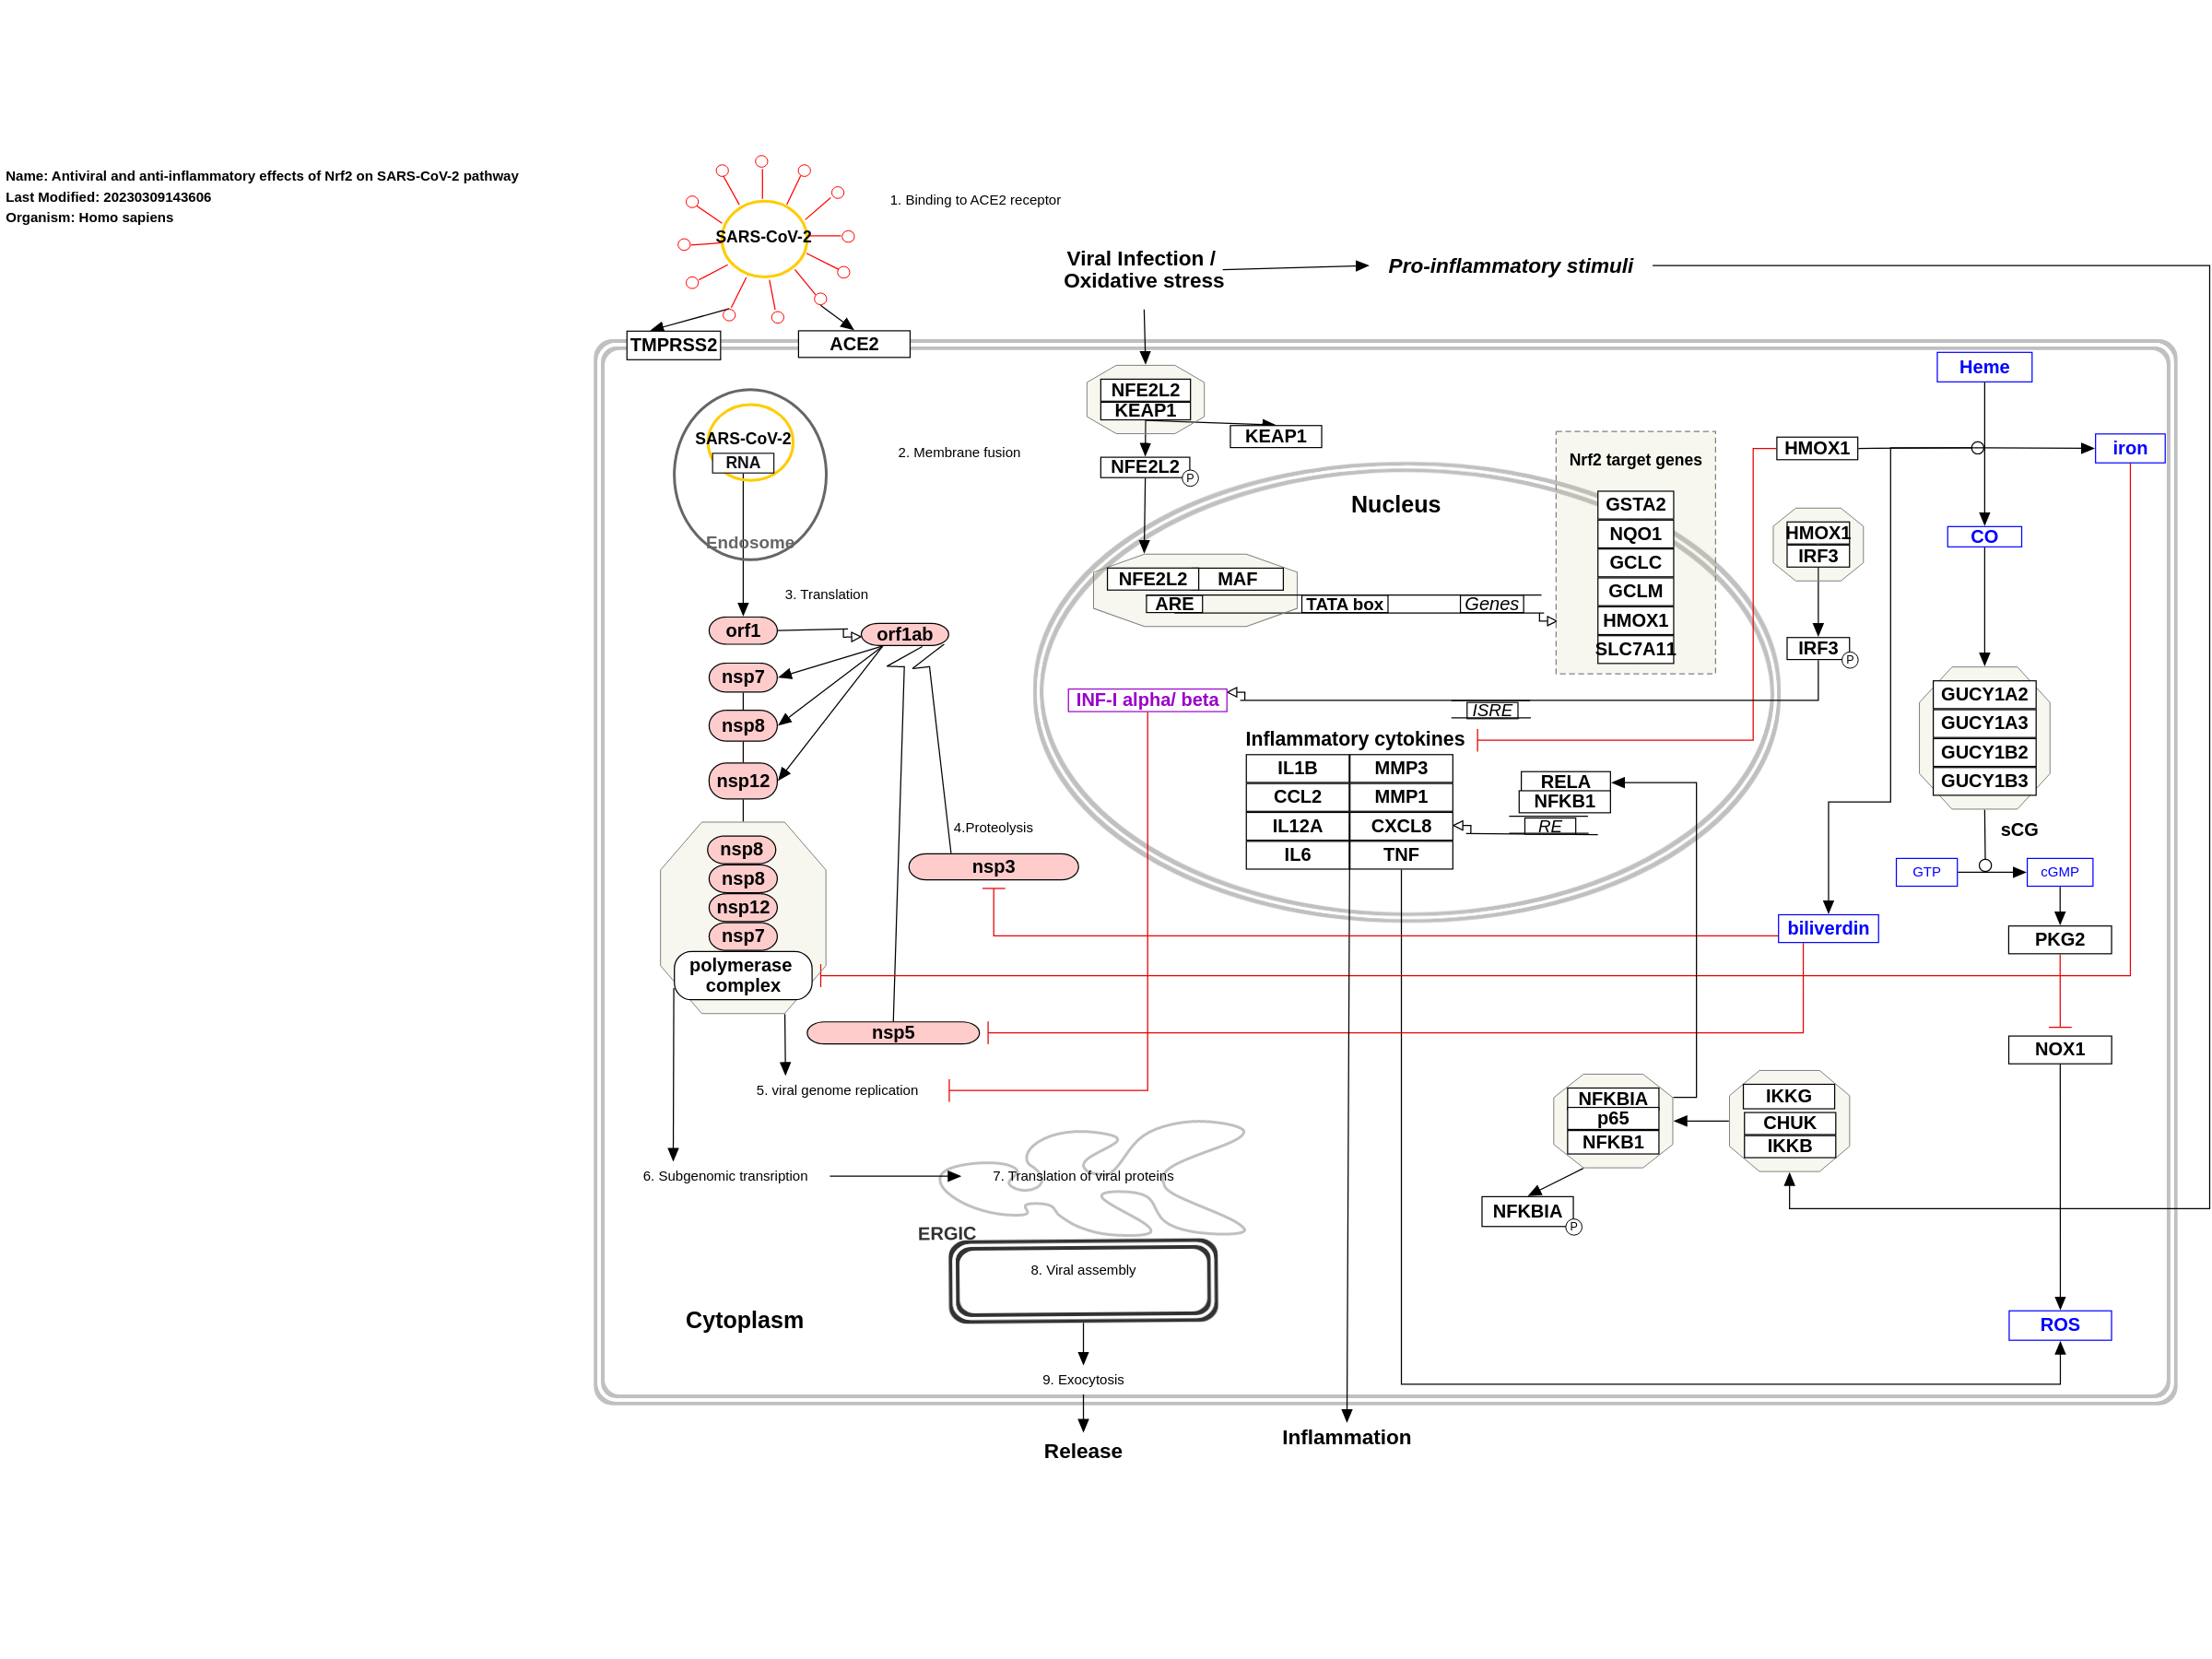 Name: Antiviral and anti-inflammatory effects of Nrf2 on SARS-CoV-2 pathway
Last Modified: 20230309143606
Organism: Homo sapiens
1. Binding to ACE2 receptor
SARS-CoV-2
Viral Infection /
Oxidative stress
Pro-inflammatory stimuli
TMPRSS2
ACE2
Heme
NFE2L2
KEAP1
KEAP1
SARS-CoV-2
RNA
2. Membrane fusion
NFE2L2
P
Nrf2 target genes
HMOX1
iron
Nucleus
GSTA2
NQO1
GCLC
GCLM
HMOX1
SLC7A11
HMOX1
IRF3
CO
Endosome
NFE2L2
MAF
ARE
TATA box
Genes
3. Translation
orf1
orf1ab
IRF3
P
nsp7
nsp8
nsp12
INF-I alpha/ beta
ISRE
GUCY1A2
GUCY1A3
GUCY1B2
GUCY1B3
sCG
Inflammatory cytokines
IL1B
MMP3
CCL2
MMP1
IL12A
CXCL8
IL6
TNF
RELA
NFKB1
RE
4.Proteolysis
nsp3
nsp8
nsp8
nsp12
nsp7
polymerase
complex
GTP
cGMP
biliverdin
PKG2
nsp5
NOX1
5. viral genome replication
NFKBIA
p65
NFKB1
IKKG
CHUK
IKKB
6. Subgenomic transription
7. Translation of viral proteins
NFKBIA
P
ERGIC
8. Viral assembly
Cytoplasm
ROS
9. Exocytosis
Release
Inflammation